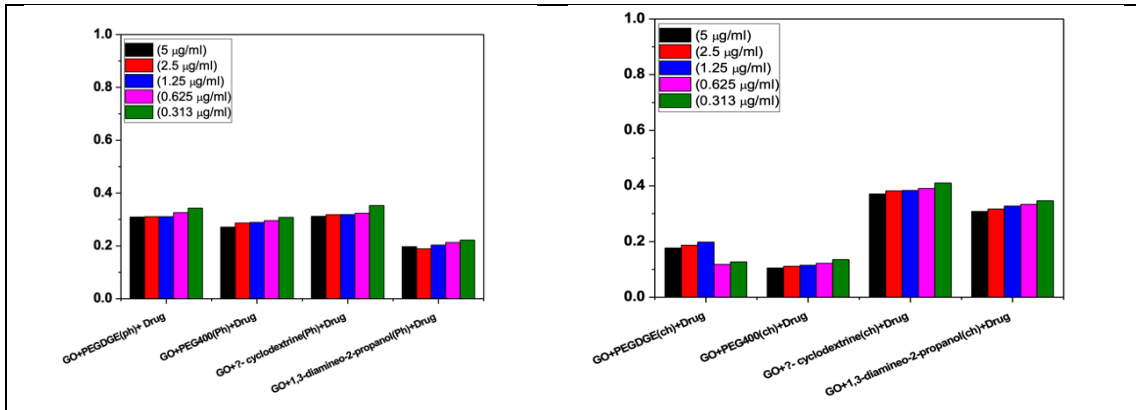 1.0
0.8
0.6
0.4
0.2
0.0
(5 μg/ml)
(2.5 μg/ml)
(1.25 μg/ml)
(0.625 μg/ml)
(0.313 μg/ml)
GO+PEGDGE(ph)+ Drug
GO+PEG400(Ph)+Drug
GO+?- cyclodextrine(Ph)+Drug
GO+1,3-diamineo-2-propanol(Ph)+Drug
1.0
0.8
0.6
0.4
0.2
0.0
(5 μg/ml)
(2.5 μg/ml)
(1.25 μg/ml)
(0.625 μg/ml)
(0.313 μg/ml)
GO+PEGDGE(ch)+Drug
GO+PEG400(ch)+Drug
GO+?- cyclodextrine(ch)+Drug
GO+1,3-diamineo-2-propanol(ch)+Drug